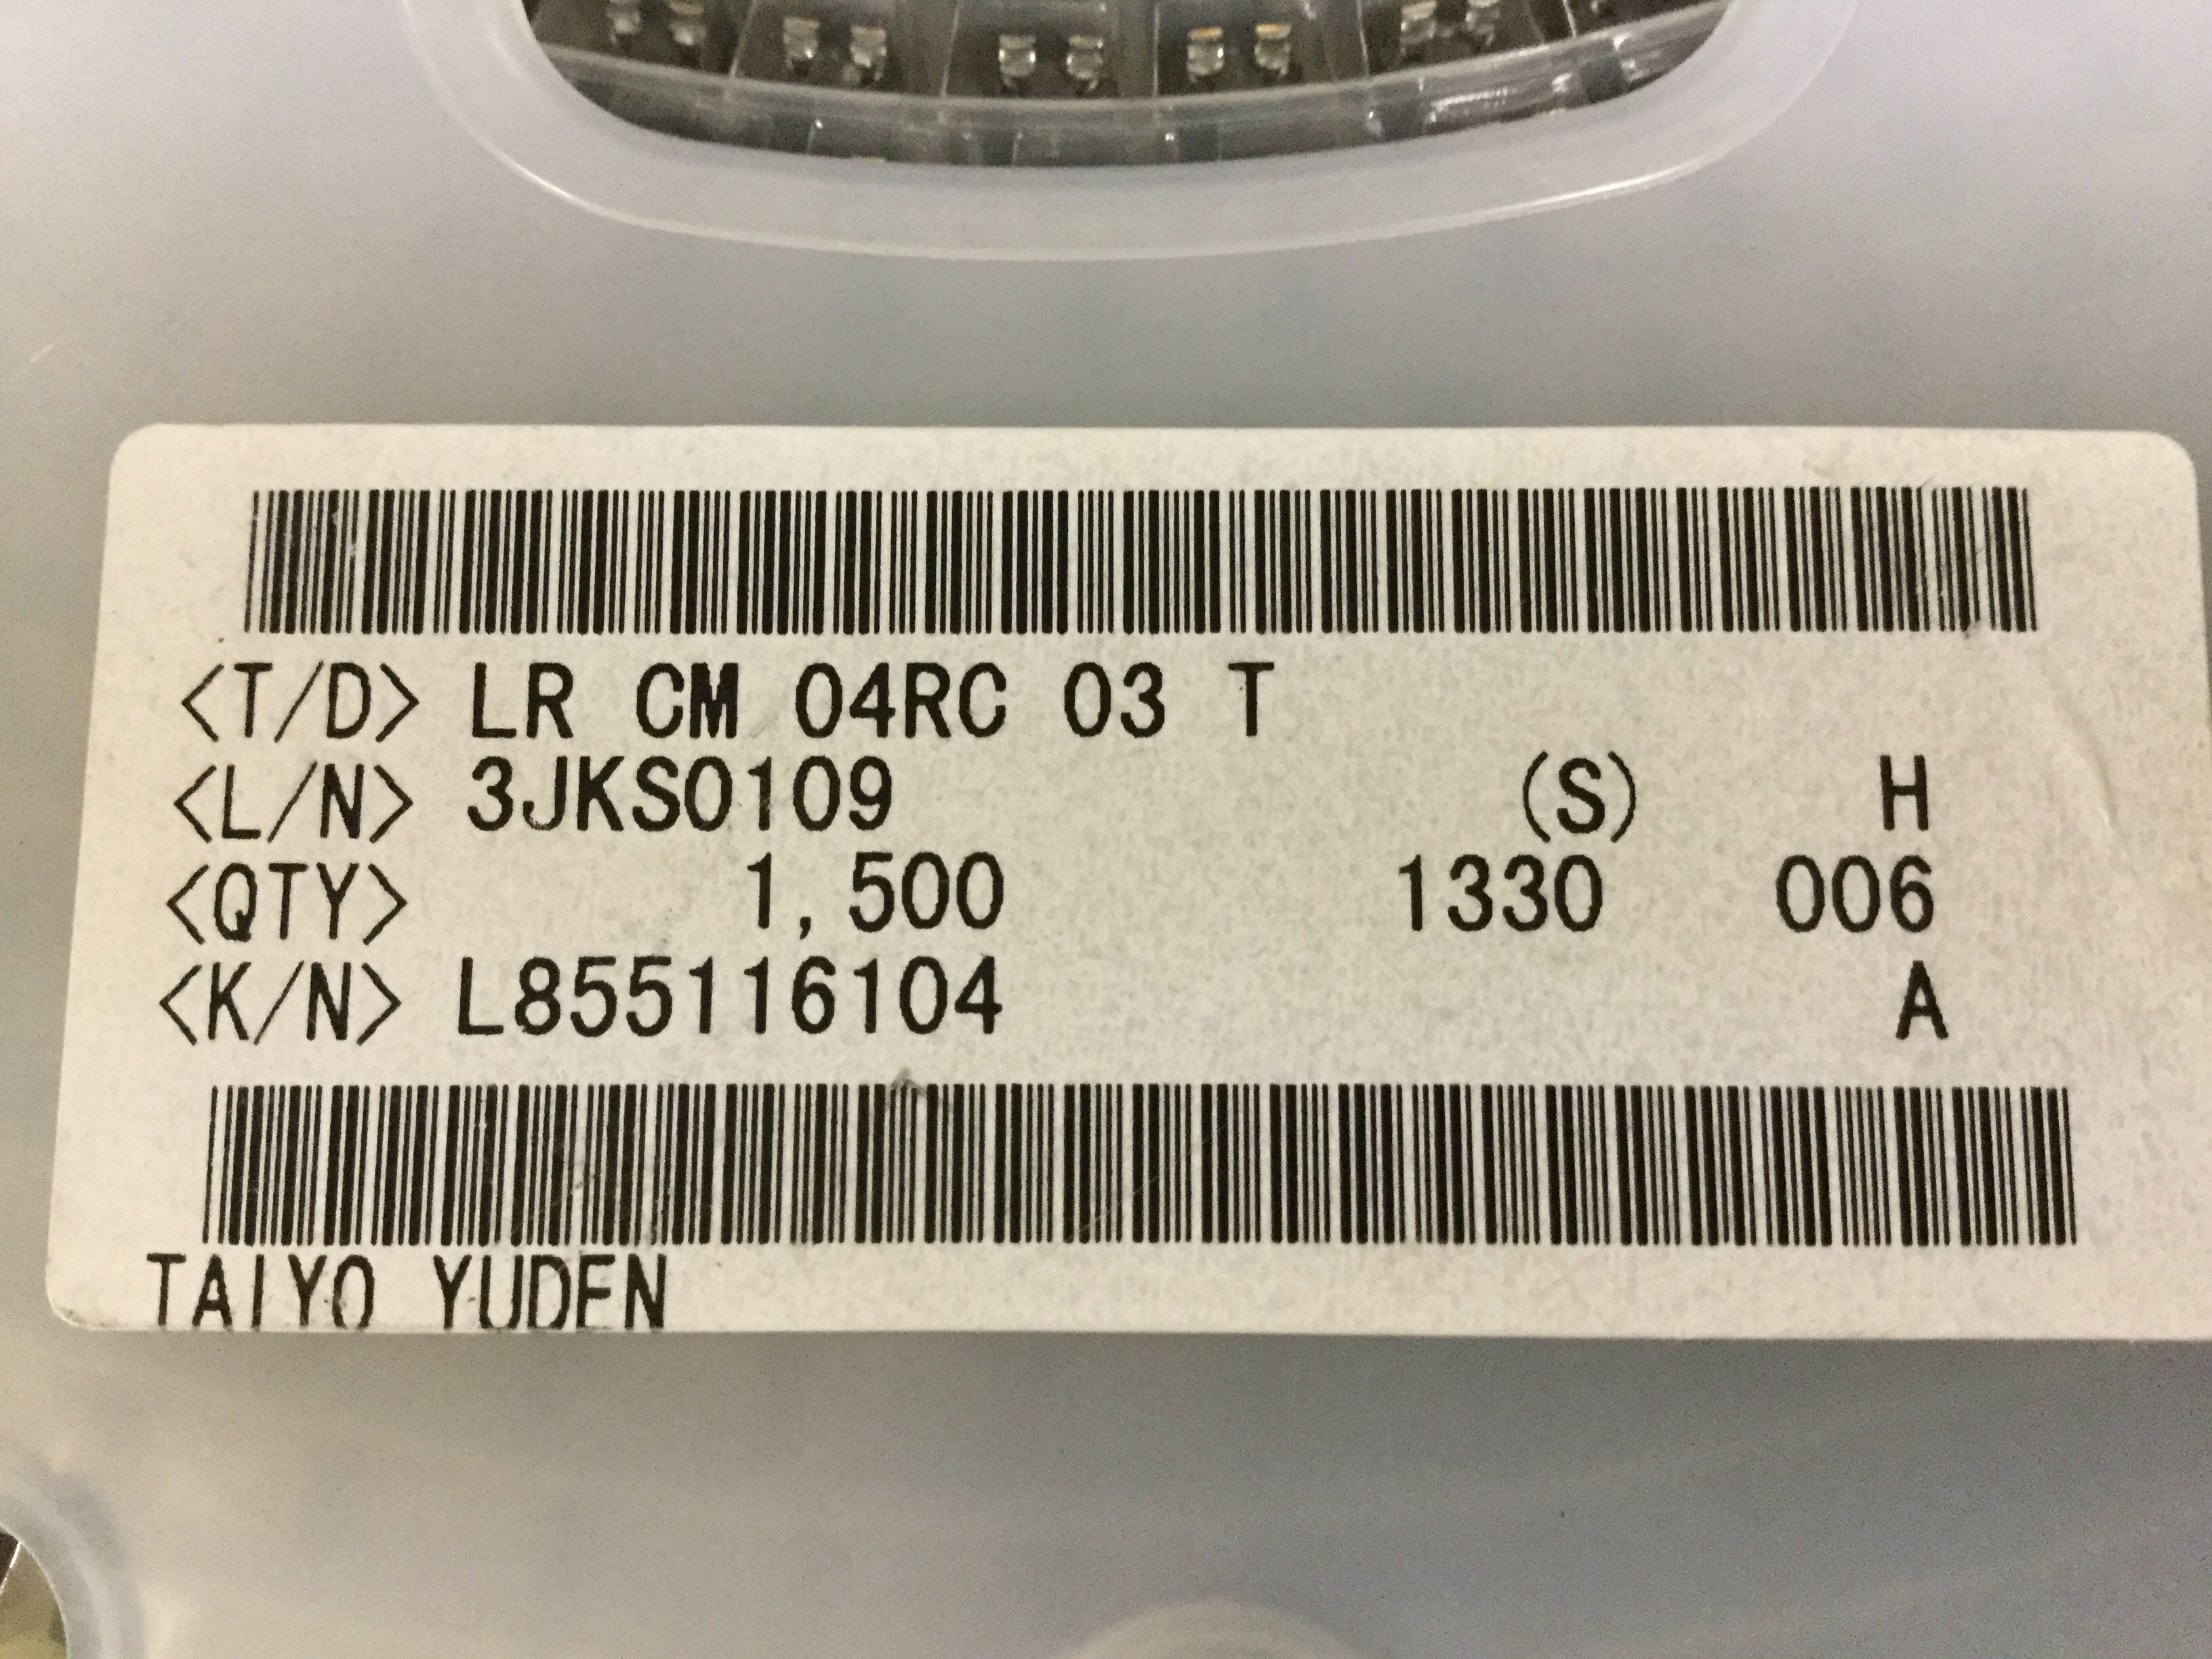 <T/D> LR CM 04RC 03 T
<L/N> 3JKS0109 (S) H
<QTY> 1,500 1330 006
<K/N> L855116104 A
TAIYO YUDEN